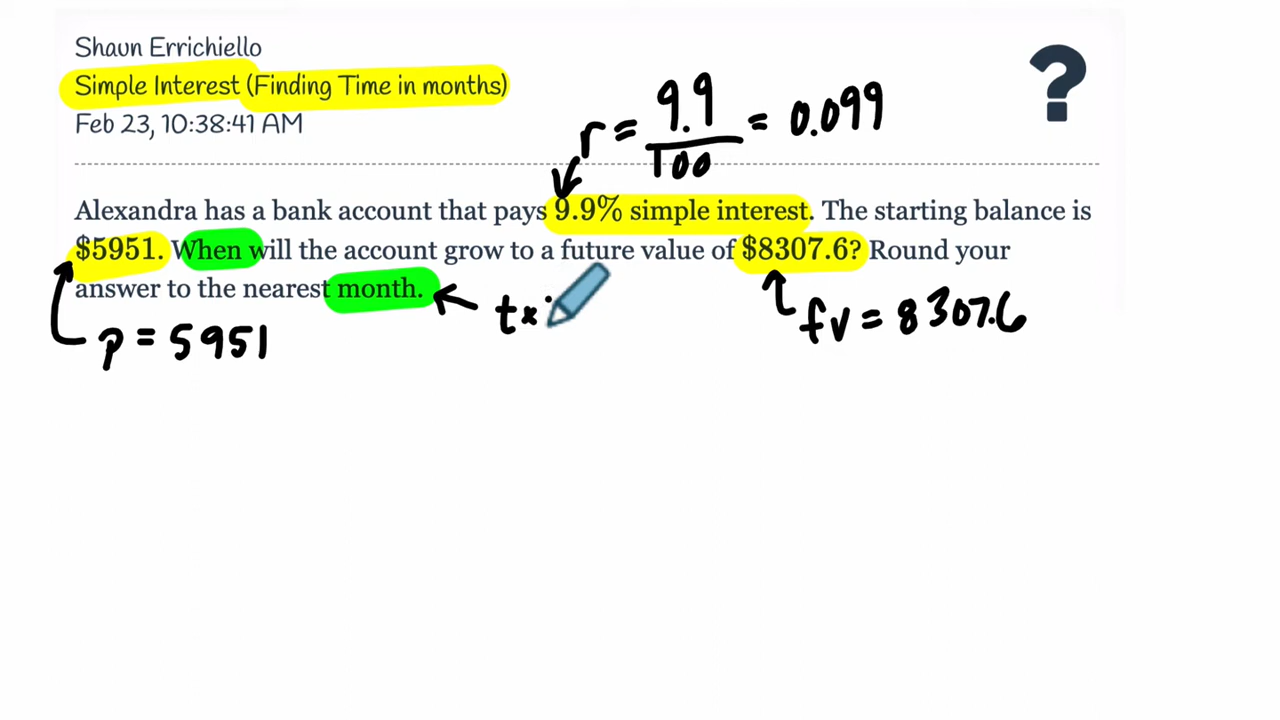 Shaun Errichiello
Simple Interest (Finding Time in months)
Feb 23, 10:38:41 AM
?
r = 9.9 / 100 = 0.099
Alexandra has a bank account that pays 9.9% simple interest. The starting balance is
$5951. When will the account grow to a future value of $8307.6? Round your
answer to the nearest month.
t×
fv = 8307.6
p = 5951